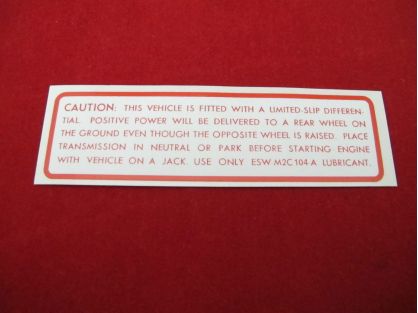 CAUTION: THIS VEHICLE IS FITTED WITH A LIMITED-SLIP DIFFEREN-
TIAL. POSITIVE POWER WILL BE DELIVERED TO A REAR WHEEL ON
THE GROUND EVEN THOUGH THE OPPOSITE WHEEL IS RAISED. PLACE
TRANSMISSION IN NEUTRAL OR PARK BEFORE STARTING ENGINE
WITH VEHICLE ON A JACK. USE ONLY ESW M2C 104-A LUBRICANT.